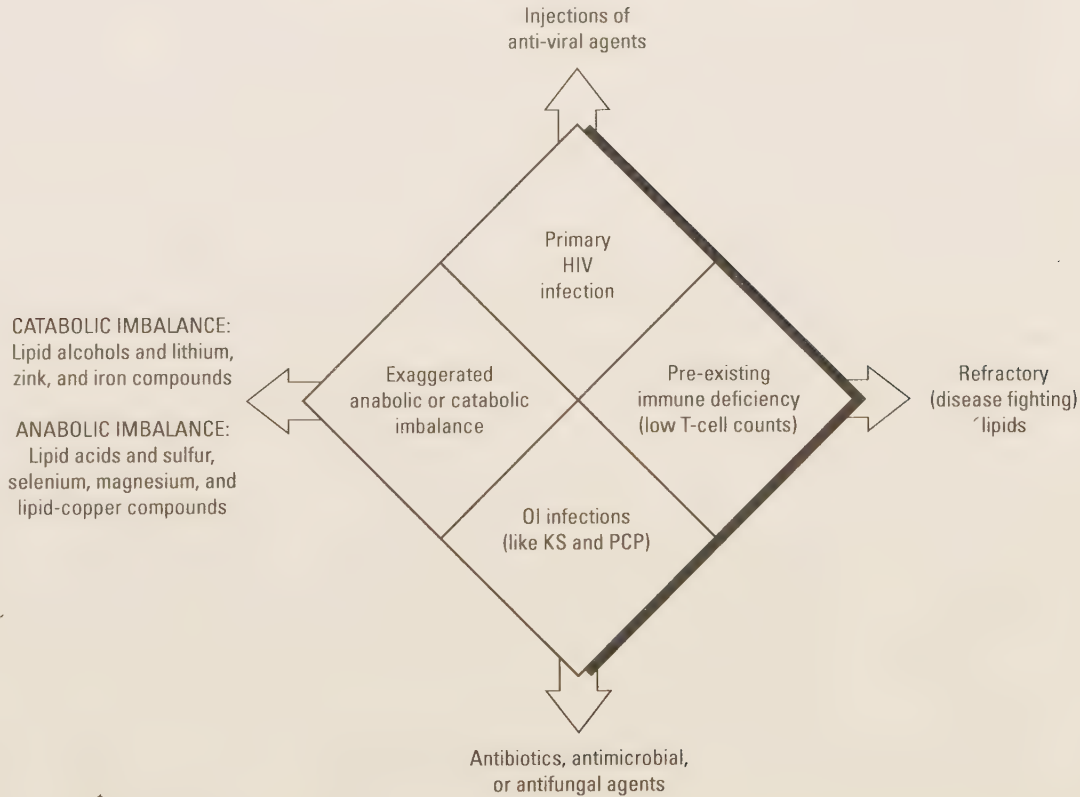 Injections of
anti-viral agents
Primary
HIV
infection
CATABOLIC IMBALANCE:
Lipid alcohols and lithium,
zink, and iron compounds
ANABOLIC IMBALANCE:
Lipid acids and sulfur,
selenium, magnesium, and
lipid-copper compounds
Exaggerated
anabolic or catabolic
imbalance
Pre-existing
immune deficiency
(low T-cell counts)
Refractory
(disease fighting)
lipids
OI infections
(like KS and PCP)
Antibiotics, antimicrobial,
or antifungal agents